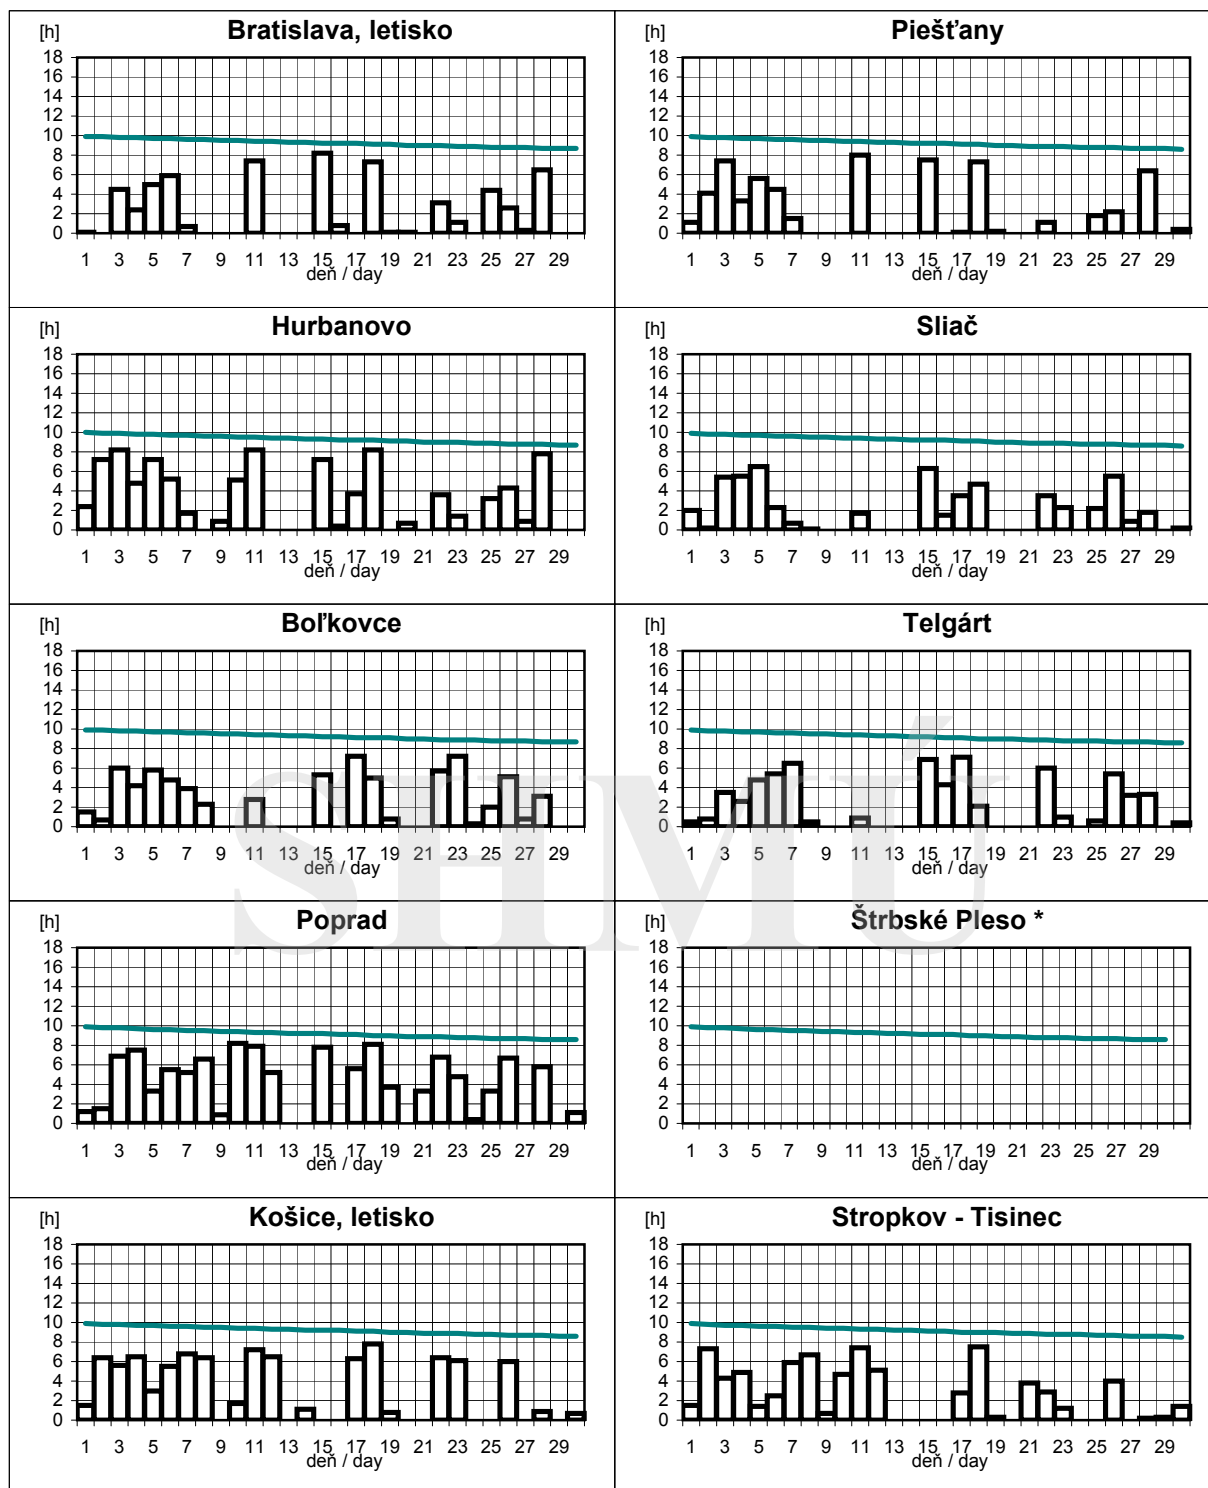 Bratislava, letisko
[h]
18
16
14
12
10
8
6
4
2
0
1 3 5 7 9 11 13 15 17 19 21 23 25 27 29
deň / day
Piešťany
[h]
18
16
14
12
10
8
6
4
2
0
1 3 5 7 9 11 13 15 17 19 21 23 25 27 29
deň / day
Hurbanovo
[h]
18
16
14
12
10
8
6
4
2
0
1 3 5 7 9 11 13 15 17 19 21 23 25 27 29
deň / day
Sliač
[h]
18
16
14
12
10
8
6
4
2
0
1 3 5 7 9 11 13 15 17 19 21 23 25 27 29
deň / day
Boľkovce
[h]
18
16
14
12
10
8
6
4
2
0
1 3 5 7 9 11 13 15 17 19 21 23 25 27 29
deň / day
Telgárt
[h]
18
16
14
12
10
8
6
4
2
0
1 3 5 7 9 11 13 15 17 19 21 23 25 27 29
deň / day
SHMÚ
Poprad
[h]
18
16
14
12
10
8
6
4
2
0
1 3 5 7 9 11 13 15 17 19 21 23 25 27 29
deň / day
Štrbské Pleso *
[h]
18
16
14
12
10
8
6
4
2
0
1 3 5 7 9 11 13 15 17 19 21 23 25 27 29
deň / day
Košice, letisko
[h]
18
16
14
12
10
8
6
4
2
0
1 3 5 7 9 11 13 15 17 19 21 23 25 27 29
deň / day
Stropkov - Tisinec
[h]
18
16
14
12
10
8
6
4
2
0
1 3 5 7 9 11 13 15 17 19 21 23 25 27 29
deň / day